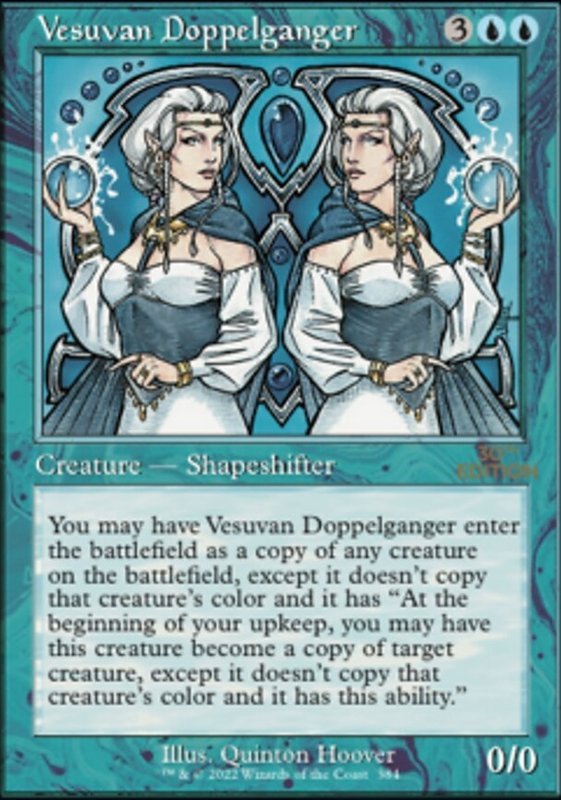 Vesuvan Doppelganger 3
Creature — Shapeshifter
30TH
EDITION
You may have Vesuvan Doppelganger enter
the battlefield as a copy of any creature
on the battlefield, except it doesn't copy
that creature's color and it has “At the
beginning of your upkeep, you may have
this creature become a copy of target
creature, except it doesn't copy that
creature's color and it has this ability.”
Illus. Quinton Hoover
™ & © 2022 Wizards of the Coast 384
0/0